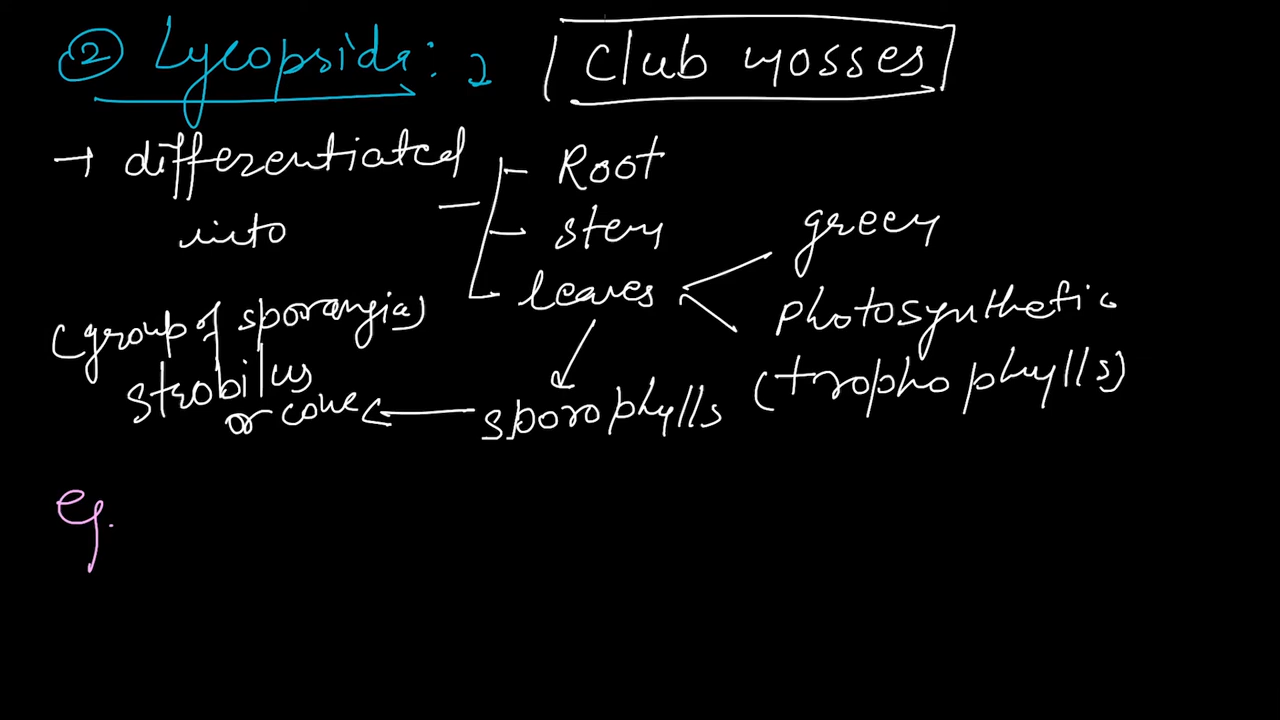 ② Lycopsida:
Club mosses
→ differentiated into
- Root
- stem
- leaves
green
photosynthetic
(trophophylls)
sporophylls
(group of sporangia)
strobilus
or cone
eg.